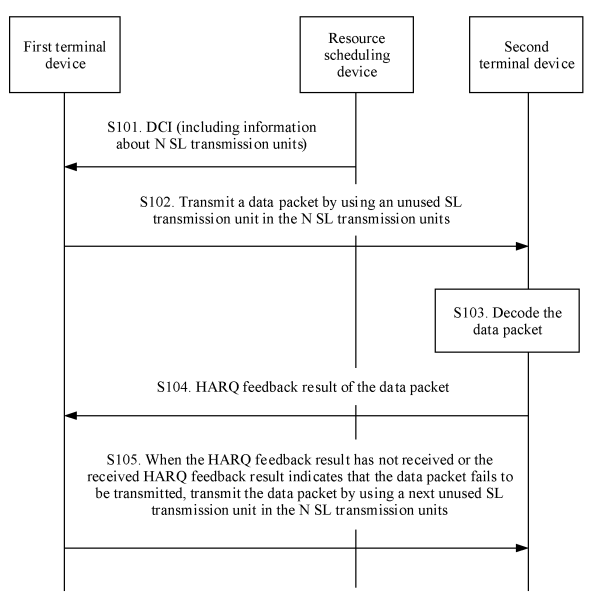 First terminal
device
Resource
scheduling
device
Second
terminal device
S101. DCI (including information
about N SL transmission units)
S102. Transmit a data packet by using an unused SL
transmission unit in the N SL transmission units
S103. Decode the
data packet
S104. HARQ feedback result of the data packet
S105. When the HARQ feedback result has not received or the
received HARQ feedback result indicates that the data packet fails to
be transmitted, transmit the data packet by using a next unused SL
transmission unit in the N SL transmission units